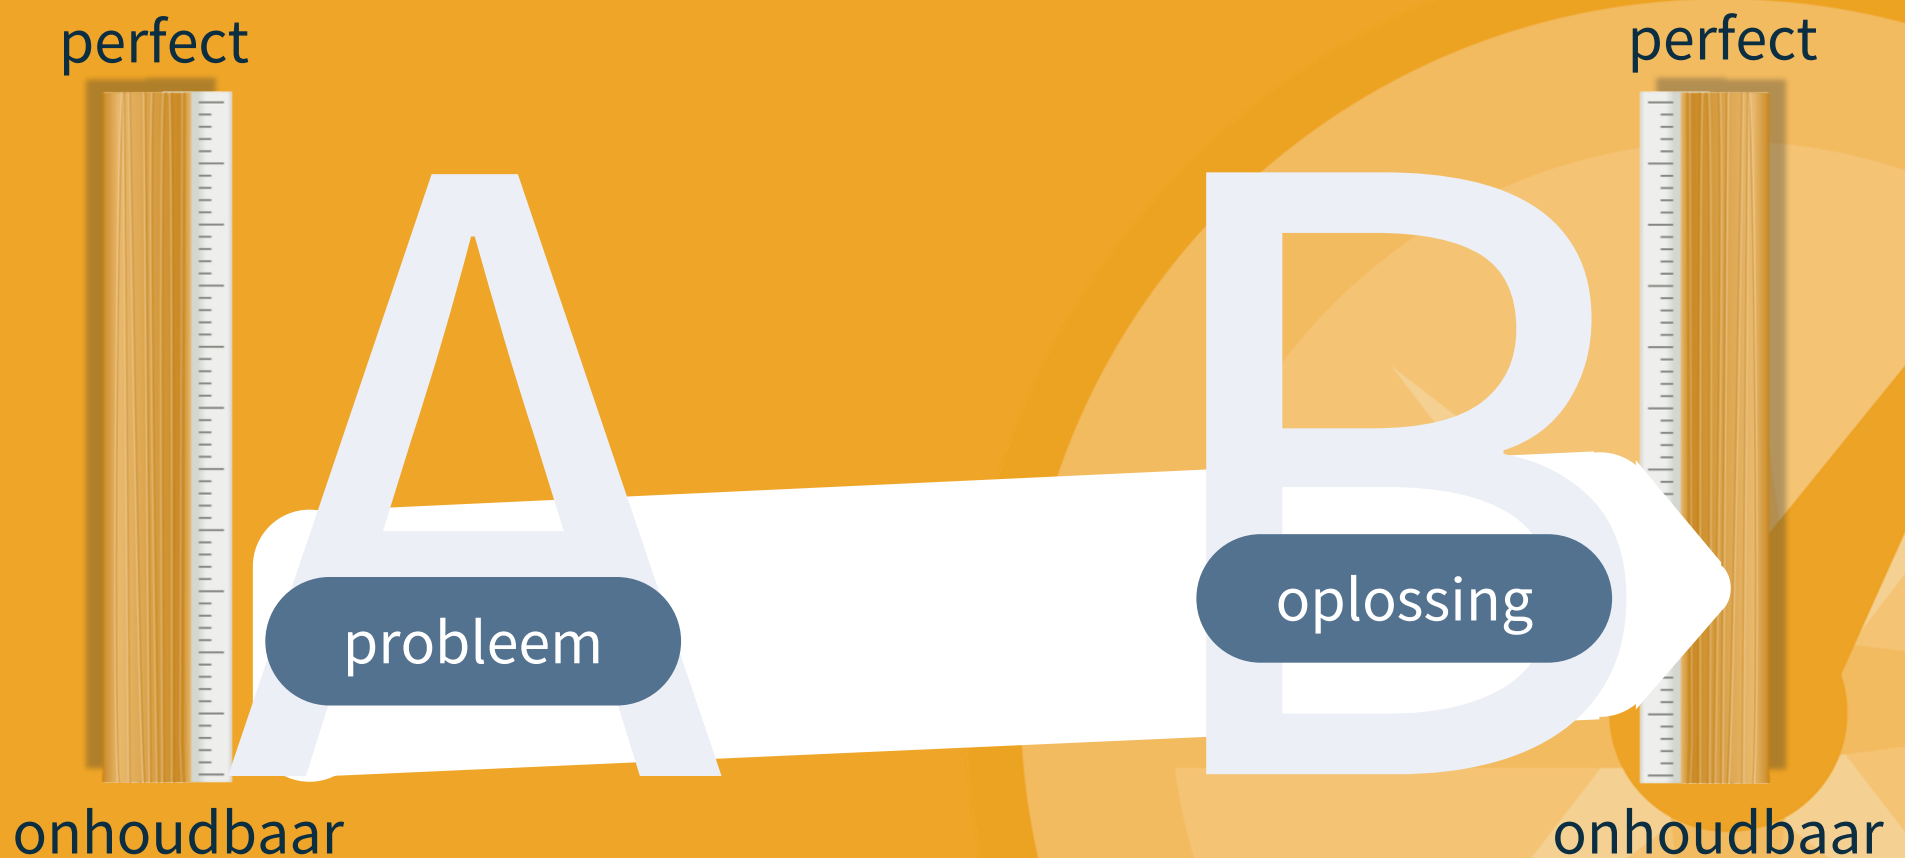 perfect
perfect
A
B
probleem
oplossing
onhoudbaar
onhoudbaar